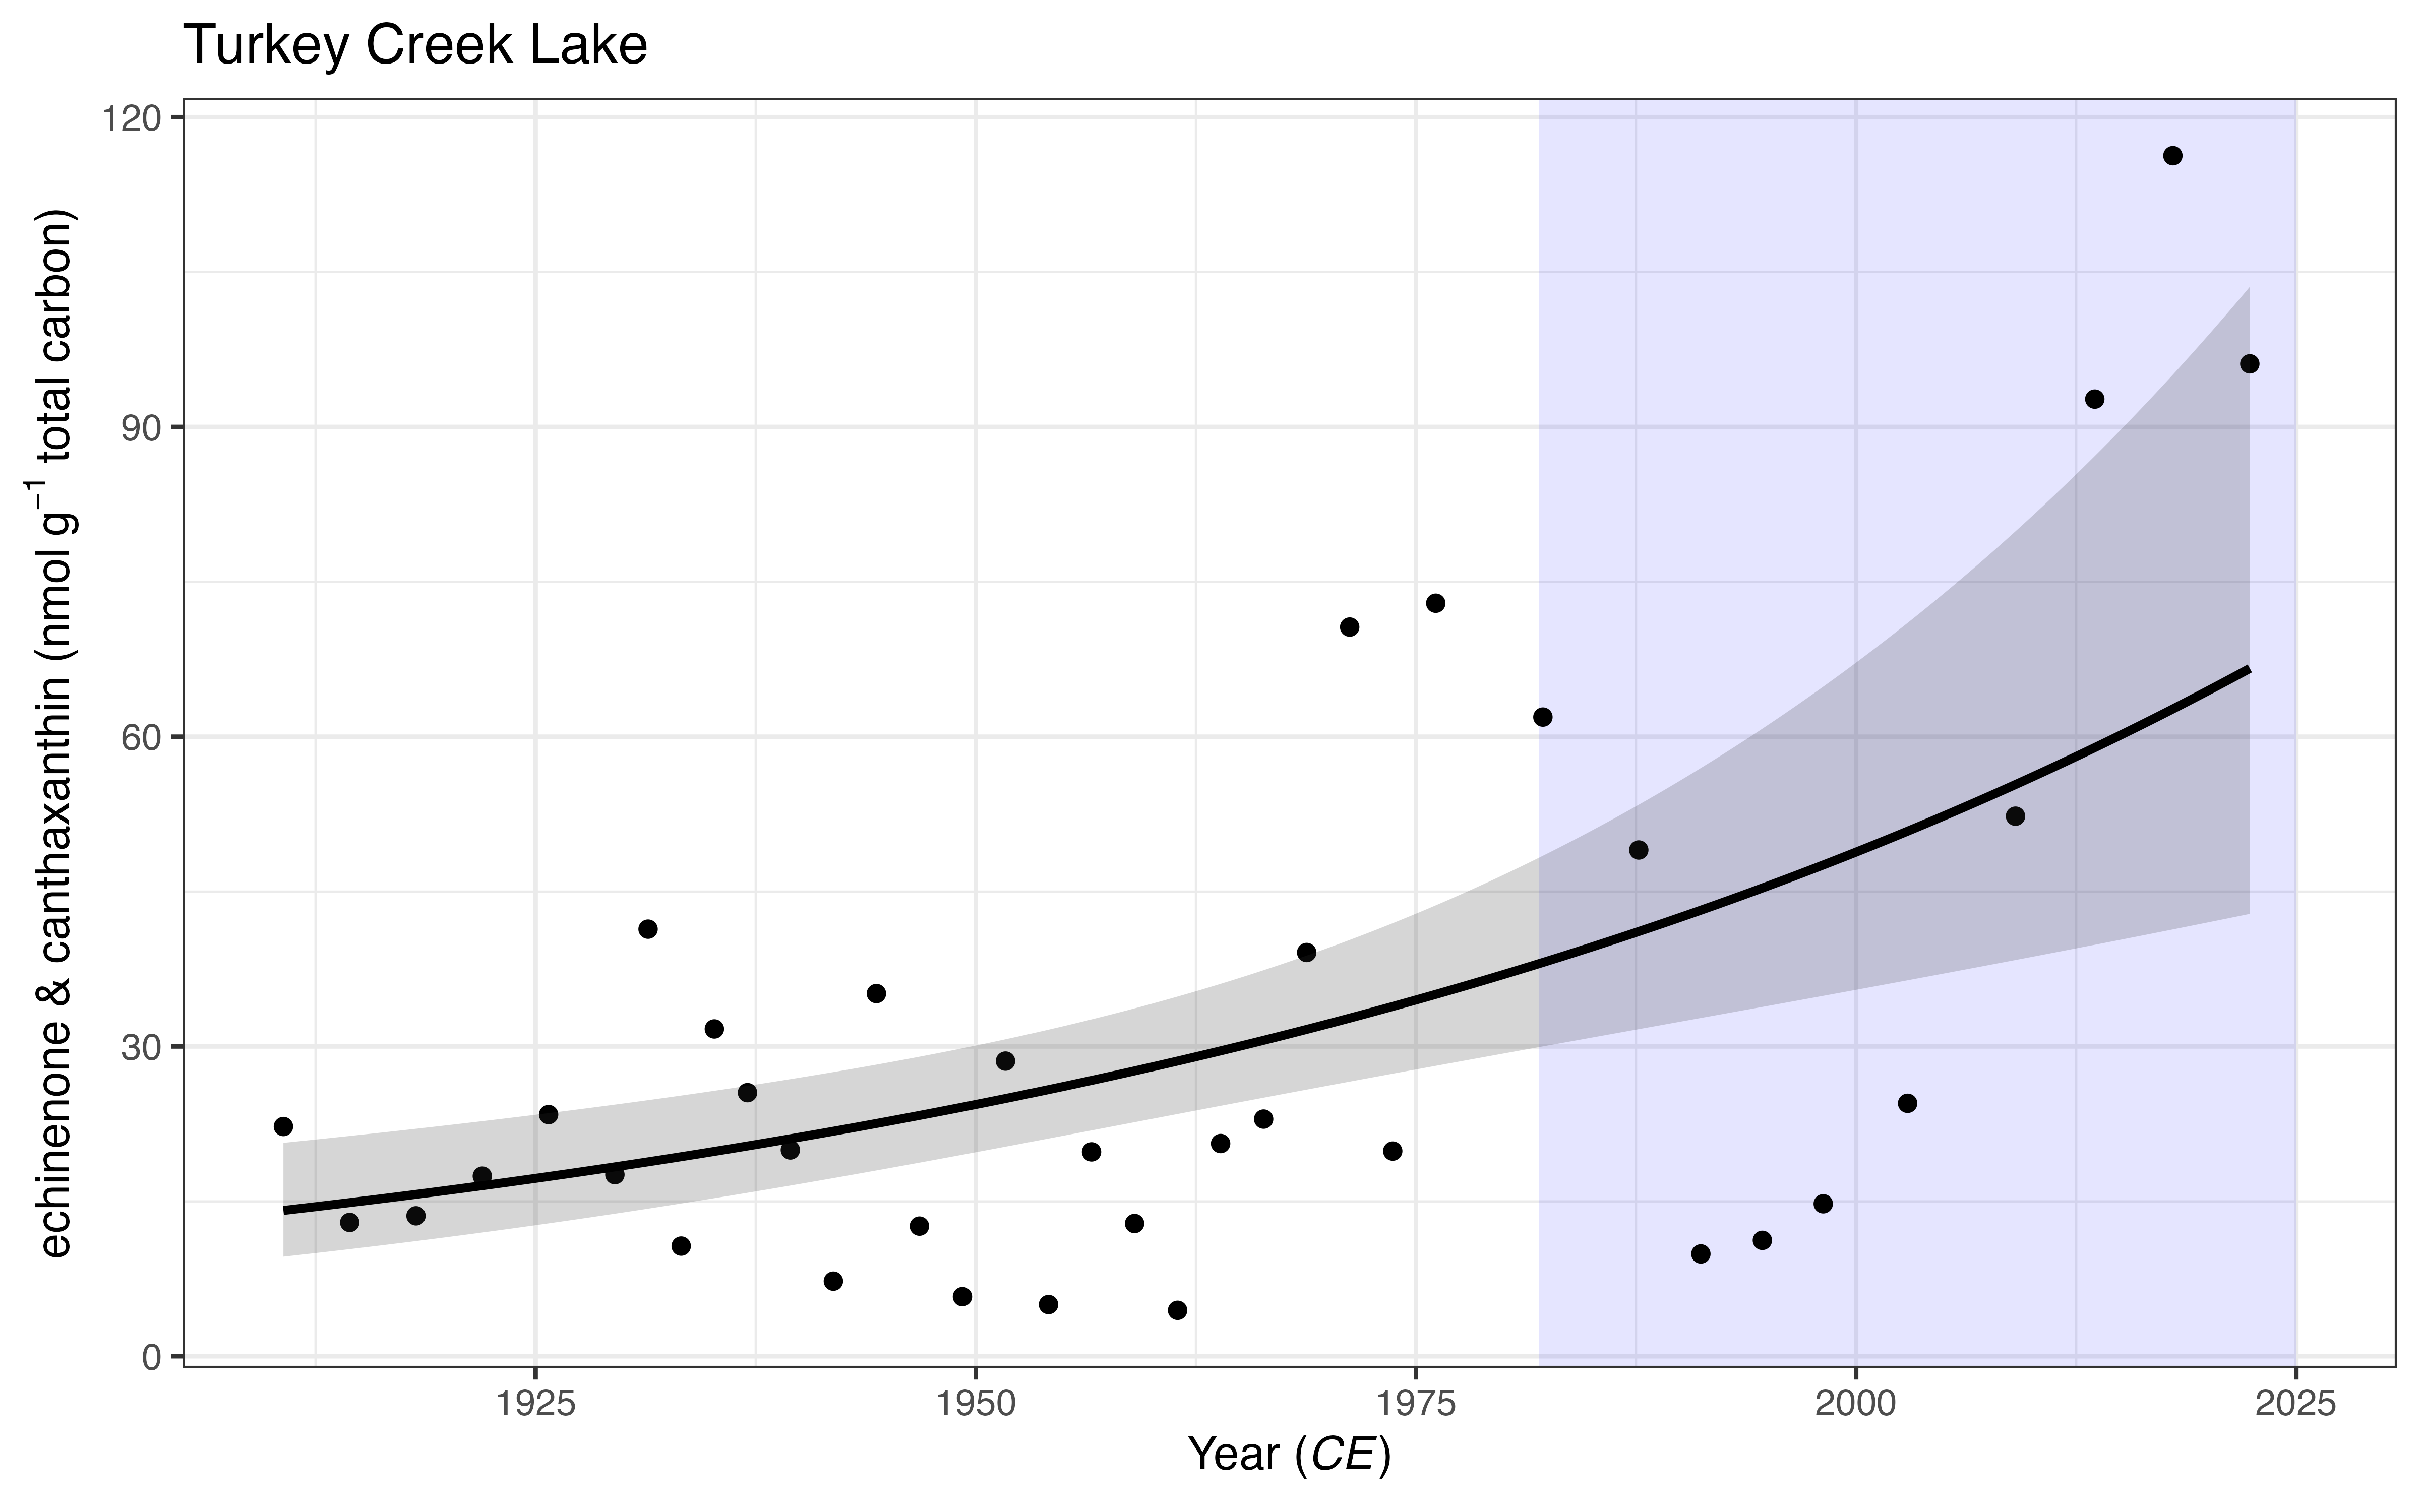 Turkey Creek Lake
echinenone & canthaxanthin (nmol g⁻¹ total carbon)
120
90
60
30
0
1925 1950 1975 2000 2025
Year (CE)